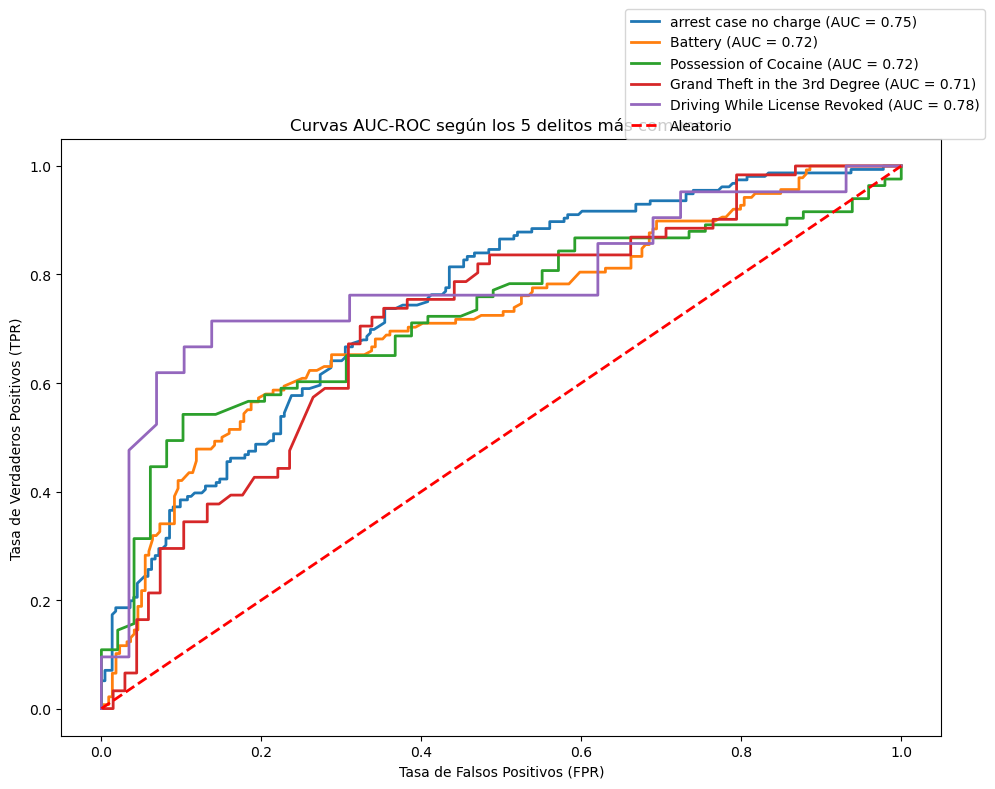 arrest case no charge (AUC = 0.75)
Battery (AUC = 0.72)
Possession of Cocaine (AUC = 0.72)
Grand Theft in the 3rd Degree (AUC = 0.71)
Driving While License Revoked (AUC = 0.78)
Aleatorio
Curvas AUC-ROC según los 5 delitos más comunes
1.0
0.8
0.6
0.4
0.2
0.0
Tasa de Verdaderos Positivos (TPR)
0.0
0.2
0.4
0.6
0.8
1.0
Tasa de Falsos Positivos (FPR)